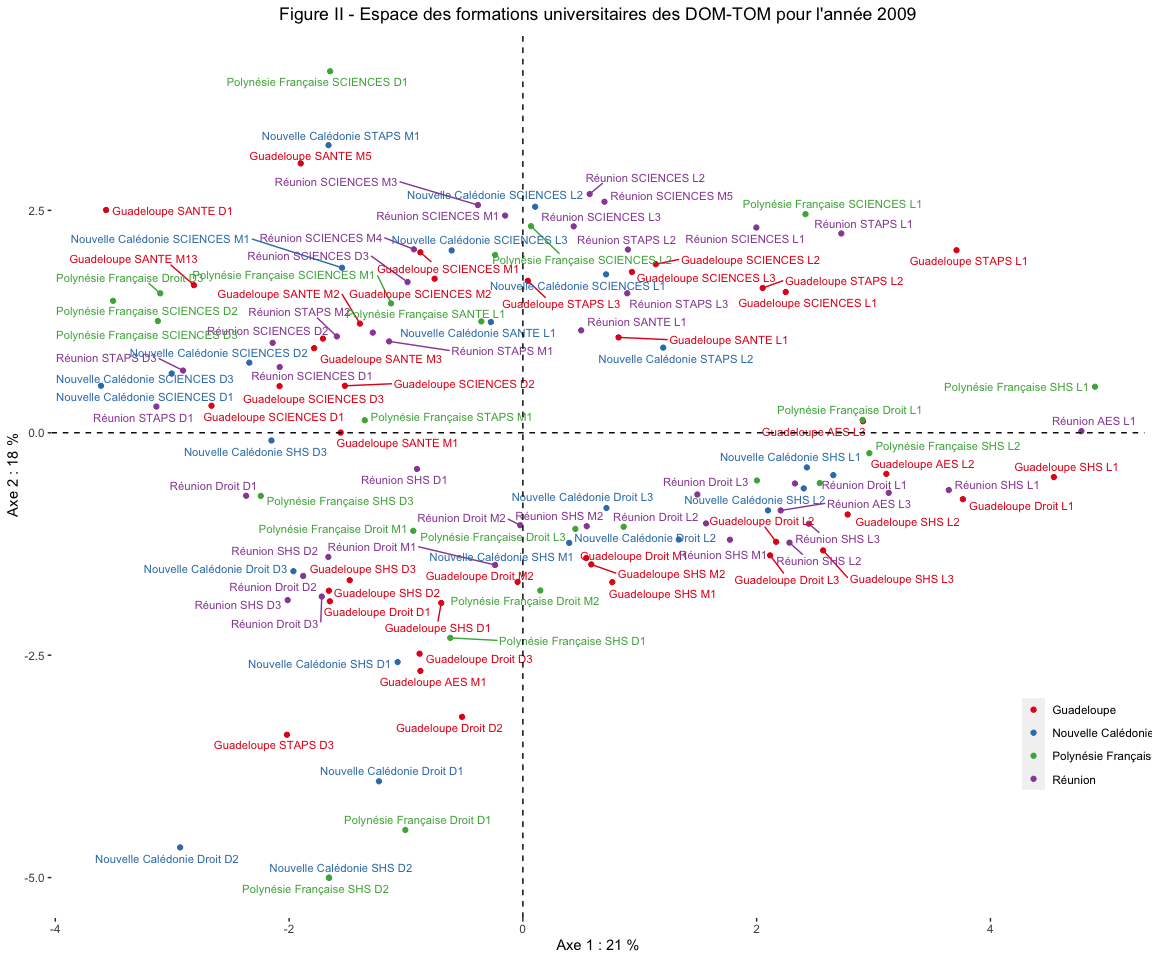 Figure II - Espace des formations universitaires des DOM-TOM pour l'année 2009
Polynésie Française SCIENCES D1
Nouvelle Calédonie STAPS M1
Guadeloupe SANTE M5
Réunion SCIENCES M3
Réunion SCIENCES L2
Nouvelle Calédonie SCIENCES L2
Réunion SCIENCES M5
Polynésie Française SCIENCES L1
2.5
Guadeloupe SANTE D1
Réunion SCIENCES M1
Réunion SCIENCES L3
Réunion STAPS L1
Nouvelle Calédonie SCIENCES M1
Réunion SCIENCES M4
Nouvelle Calédonie SCIENCES L3
Réunion STAPS L2
Réunion SCIENCES L1
Guadeloupe SANTE M13
Réunion SCIENCES D3
Polynésie Française SCIENCES L2
Guadeloupe SCIENCES L2
Guadeloupe STAPS L1
Polynésie Française Droit D3
Polynésie Française SCIENCES M1
Guadeloupe SCIENCES M1
Guadeloupe SCIENCES L3
Guadeloupe STAPS L2
Nouvelle Calédonie SCIENCES L1
Guadeloupe SANTE M2
Guadeloupe SCIENCES M2
Guadeloupe STAPS L3
Réunion STAPS L3
Guadeloupe SCIENCES L1
Polynésie Française SCIENCES D2
Réunion STAPS M2
Polynésie Française SANTE L1
Réunion SANTE L1
Polynésie Française SCIENCES D3
Réunion SCIENCES D2
Nouvelle Calédonie SANTE L1
Guadeloupe SANTE L1
Réunion STAPS D3
Nouvelle Calédonie SCIENCES D2
Guadeloupe SANTE M3
Réunion STAPS M1
Nouvelle Calédonie STAPS L2
Nouvelle Calédonie SCIENCES D3
Réunion SCIENCES D1
Guadeloupe SCIENCES D2
Polynésie Française SHS L1
Nouvelle Calédonie SCIENCES D1
Guadeloupe SCIENCES D3
Réunion STAPS D1
Guadeloupe SCIENCES D1
Polynésie Française STAPS M1
Polynésie Française Droit L1
Réunion AES L1
0.0
Guadeloupe AES L3
Guadeloupe SANTE M1
Nouvelle Calédonie SHS D3
Polynésie Française SHS L2
Nouvelle Calédonie SHS L1
Guadeloupe AES L2
Guadeloupe SHS L1
Réunion SHS D1
Réunion Droit D1
Réunion Droit L3
Réunion Droit L1
Réunion SHS L1
Polynésie Française SHS D3
Nouvelle Calédonie Droit L3
Nouvelle Calédonie SHS L2
Réunion AES L3
Guadeloupe Droit L1
Réunion Droit M2
Réunion SHS M2
Réunion Droit L2
Guadeloupe Droit L2
Guadeloupe SHS L2
Polynésie Française Droit M1
Polynésie Française Droit L3
Nouvelle Calédonie Droit L2
Réunion SHS L3
Réunion SHS D2
Réunion Droit M1
Nouvelle Calédonie SHS M1
Guadeloupe Droit M1
Réunion SHS M1
Réunion SHS L2
Nouvelle Calédonie Droit D3
Guadeloupe SHS D3
Guadeloupe Droit M2
Guadeloupe SHS M2
Guadeloupe Droit L3
Guadeloupe SHS L3
Réunion Droit D2
Guadeloupe SHS D2
Guadeloupe SHS M1
Réunion SHS D3
Guadeloupe Droit D1
Polynésie Française Droit M2
Réunion Droit D3
Guadeloupe SHS D1
Polynésie Française SHS D1
-2.5
Nouvelle Calédonie SHS D1
Guadeloupe Droit D3
Guadeloupe AES M1
Guadeloupe Droit D2
Guadeloupe STAPS D3
Nouvelle Calédonie Droit D1
Polynésie Française Droit D1
Nouvelle Calédonie Droit D2
Nouvelle Calédonie SHS D2
-5.0
Polynésie Française SHS D2
Guadeloupe
Nouvelle Calédonie
Polynésie Français
Réunion
-4
-2
0
2
4
Axe 1 : 21 %
Axe 2 : 18 %